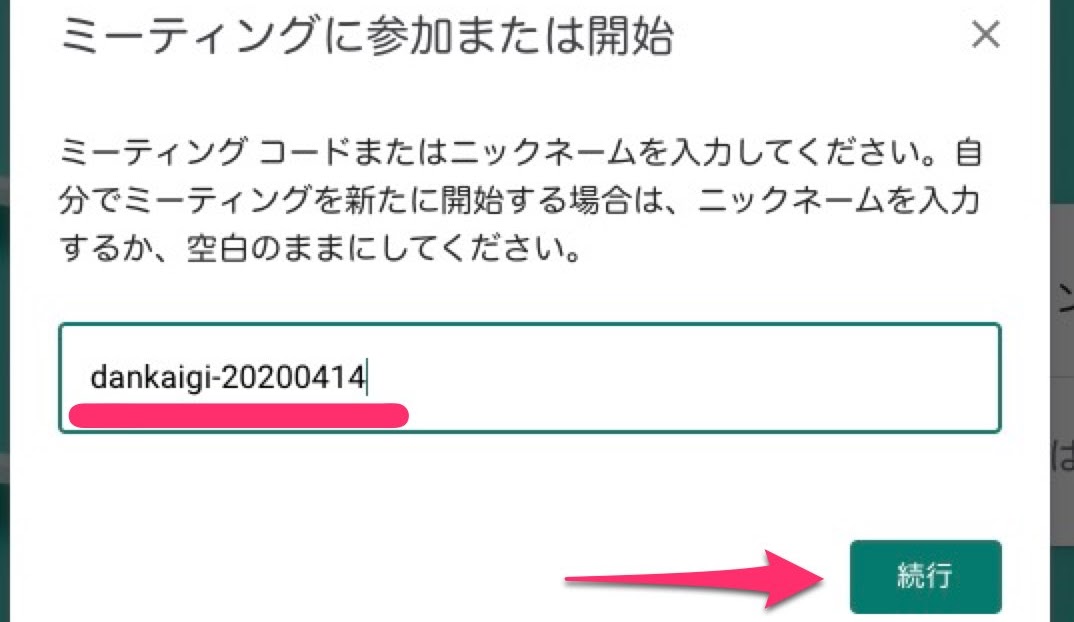 ミーティングに参加または開始
ミーティング コードまたはニックネームを入力してください。自
分でミーティングを新たに開始する場合は、ニックネームを入力
するか、空白のままにしてください。
dankaigi-20200414
続行